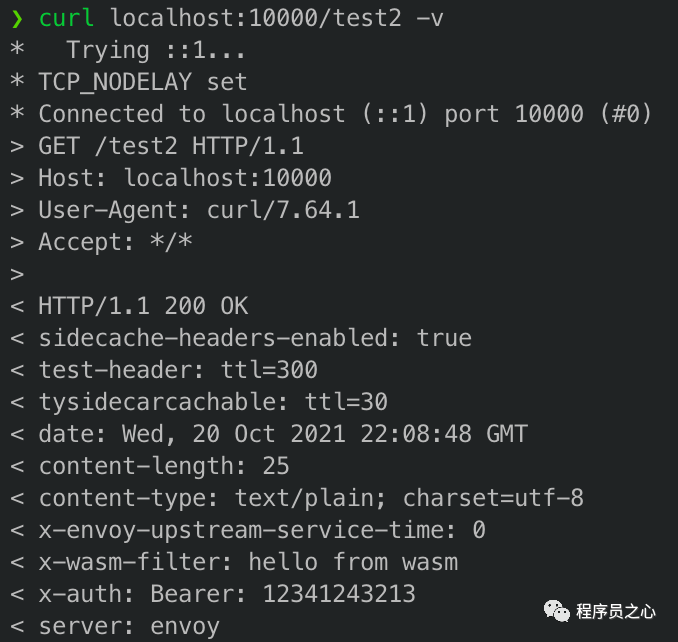 ❯ curl localhost:10000/test2 -v
*   Trying ::1...
* TCP_NODELAY set
* Connected to localhost (::1) port 10000 (#0)
> GET /test2 HTTP/1.1
> Host: localhost:10000
> User-Agent: curl/7.64.1
> Accept: */*
>
< HTTP/1.1 200 OK
< sidecache-headers-enabled: true
< test-header: ttl=300
< tysidecarcachable: ttl=30
< date: Wed, 20 Oct 2021 22:08:48 GMT
< content-length: 25
< content-type: text/plain; charset=utf-8
< x-envoy-upstream-service-time: 0
< x-wasm-filter: hello from wasm
< x-auth: Bearer: 12341243213
< server: envoy
程序员之心